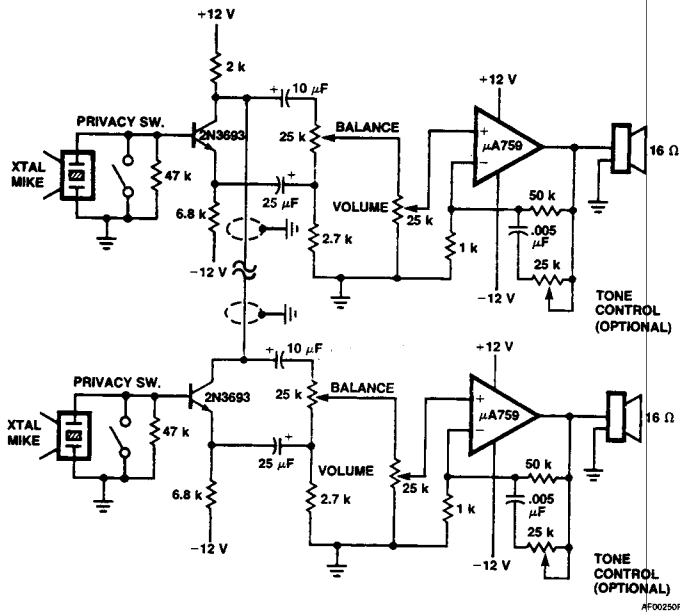 +12 V
2 k
+ 10 μF
+12 V
PRIVACY SW.
2N3693
25 k
BALANCE
+
μA759
−
16 Ω
XTAL
MIKE
47 k
+
25 μF
VOLUME
25 k
50 k
6.8 k
2.7 k
1 k
.005
μF
25 k
−12 V
−12 V
TONE
CONTROL
(OPTIONAL)
+ 10 μF
+12 V
PRIVACY SW.
2N3693
25 k
BALANCE
+
μA759
−
16 Ω
XTAL
MIKE
47 k
+
25 μF
VOLUME
25 k
50 k
6.8 k
2.7 k
1 k
.005
μF
25 k
−12 V
−12 V
TONE
CONTROL
(OPTIONAL)